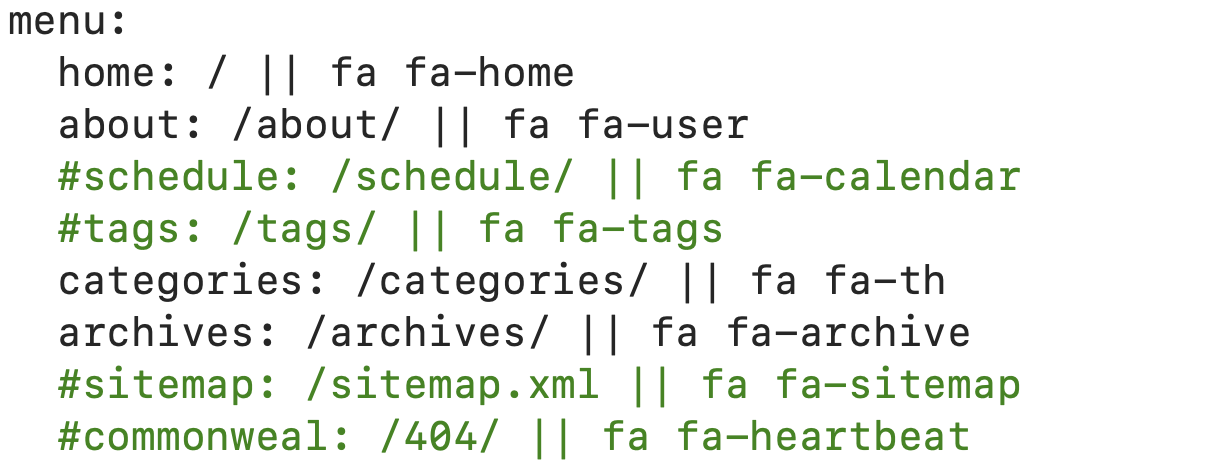 menu:
  home: / || fa fa-home
  about: /about/ || fa fa-user
  #schedule: /schedule/ || fa fa-calendar
  #tags: /tags/ || fa fa-tags
  categories: /categories/ || fa fa-th
  archives: /archives/ || fa fa-archive
  #sitemap: /sitemap.xml || fa fa-sitemap
  #commonweal: /404/ || fa fa-heartbeat